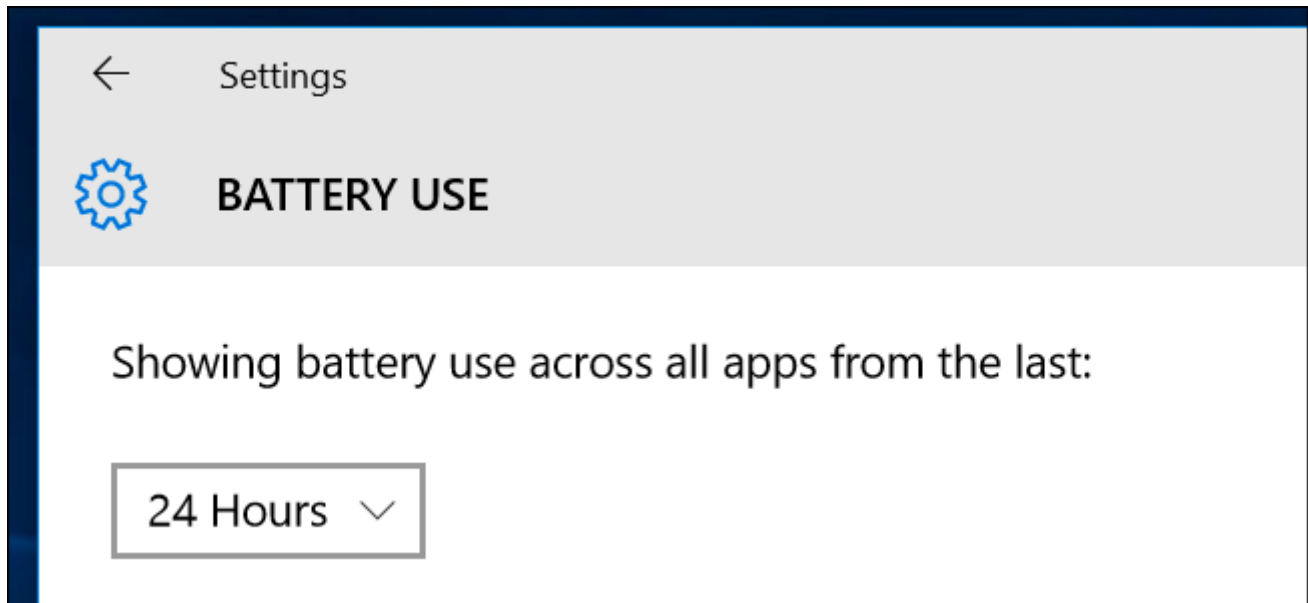 Settings
BATTERY USE
Showing battery use across all apps from the last:
24 Hours